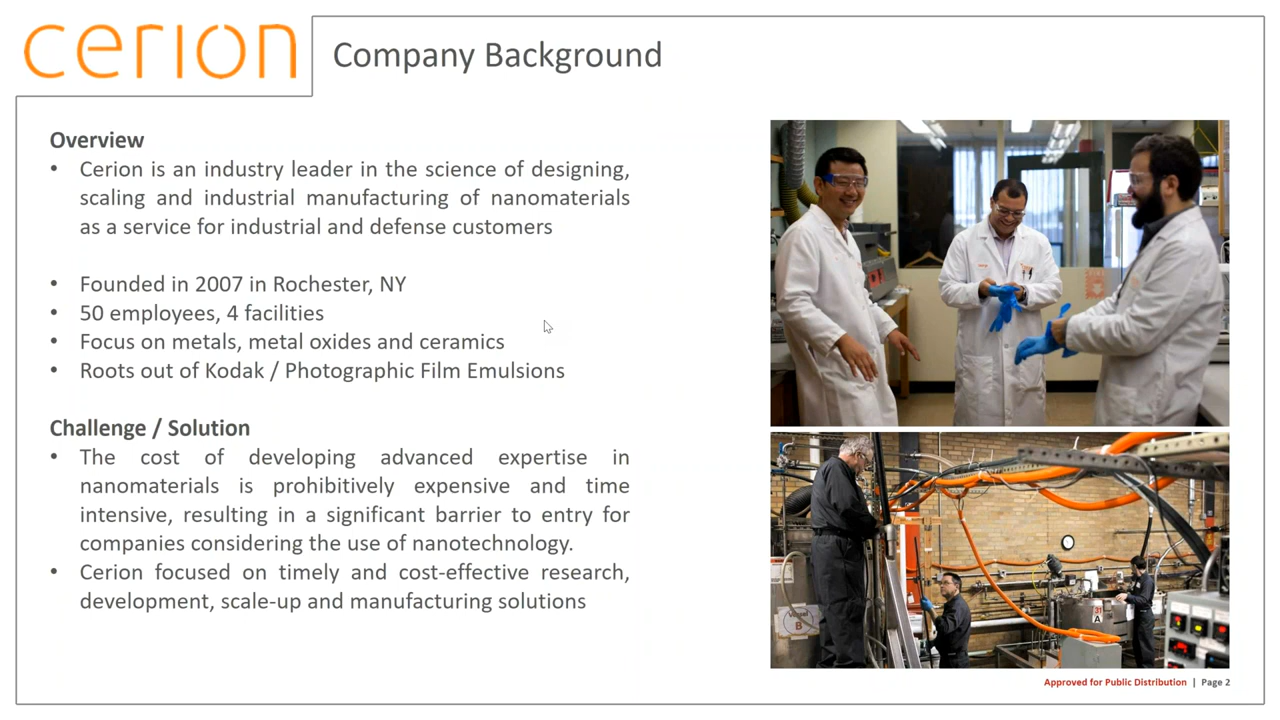 cerion
Company Background
Overview
• Cerion is an industry leader in the science of designing,
scaling and industrial manufacturing of nanomaterials
as a service for industrial and defense customers
• Founded in 2007 in Rochester, NY
• 50 employees, 4 facilities
• Focus on metals, metal oxides and ceramics
• Roots out of Kodak / Photographic Film Emulsions
Challenge / Solution
• The cost of developing advanced expertise in
nanomaterials is prohibitively expensive and time
intensive, resulting in a significant barrier to entry for
companies considering the use of nanotechnology.
• Cerion focused on timely and cost-effective research,
development, scale-up and manufacturing solutions
B
31
A
Approved for Public Distribution | Page 2